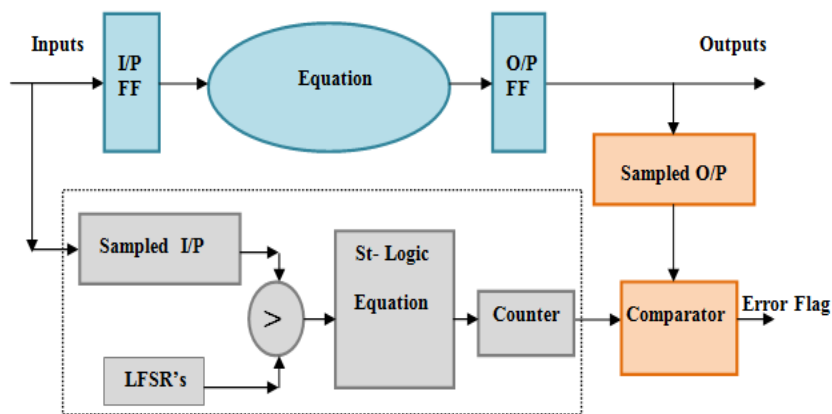 Inputs
I/P
FF
Equation
O/P
FF
Outputs
Sampled O/P
Sampled I/P
St- Logic
Equation
>
Counter
Comparator
Error Flag
LFSR's